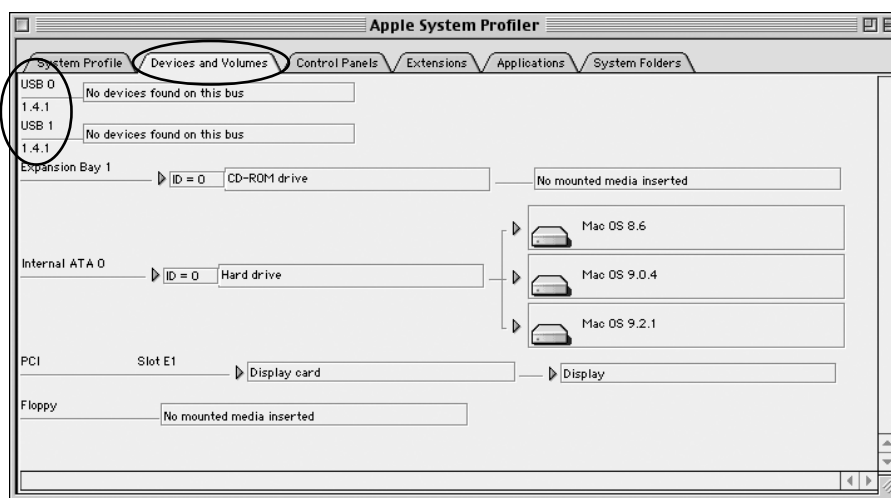 Apple System Profiler
System Profile Devices and Volumes Control Panels Extensions Applications System Folders
USB 0
No devices found on this bus
1.4.1
USB 1
No devices found on this bus
1.4.1
Expansion Bay 1
ID = 0 CD-ROM drive No mounted media inserted
Mac OS 8.6
Internal ATA 0
ID = 0 Hard drive Mac OS 9.0.4
Mac OS 9.2.1
PCI Slot E1
Display card Display
Floppy
No mounted media inserted